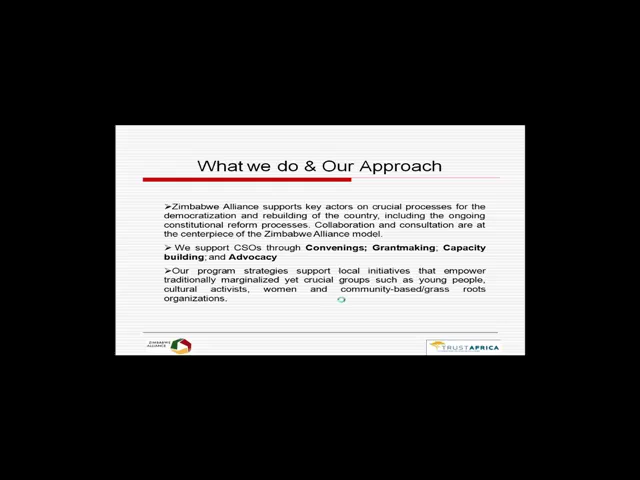 What we do & Our Approach
➢Zimbabwe Alliance supports key actors on crucial processes for the
democratization and rebuilding of the country, including the ongoing
constitutional reform processes. Collaboration and consultation are at
the centerpiece of the Zimbabwe Alliance model.
➢ We support CSOs through Convenings; Grantmaking; Capacity
building; and Advocacy
➢Our program strategies support local initiatives that empower
traditionally marginalized yet crucial groups such as young people,
cultural activists, women and community-based/grass roots
organizations.
ZIMBABWE
ALLIANCE
TRUSTAFRICA